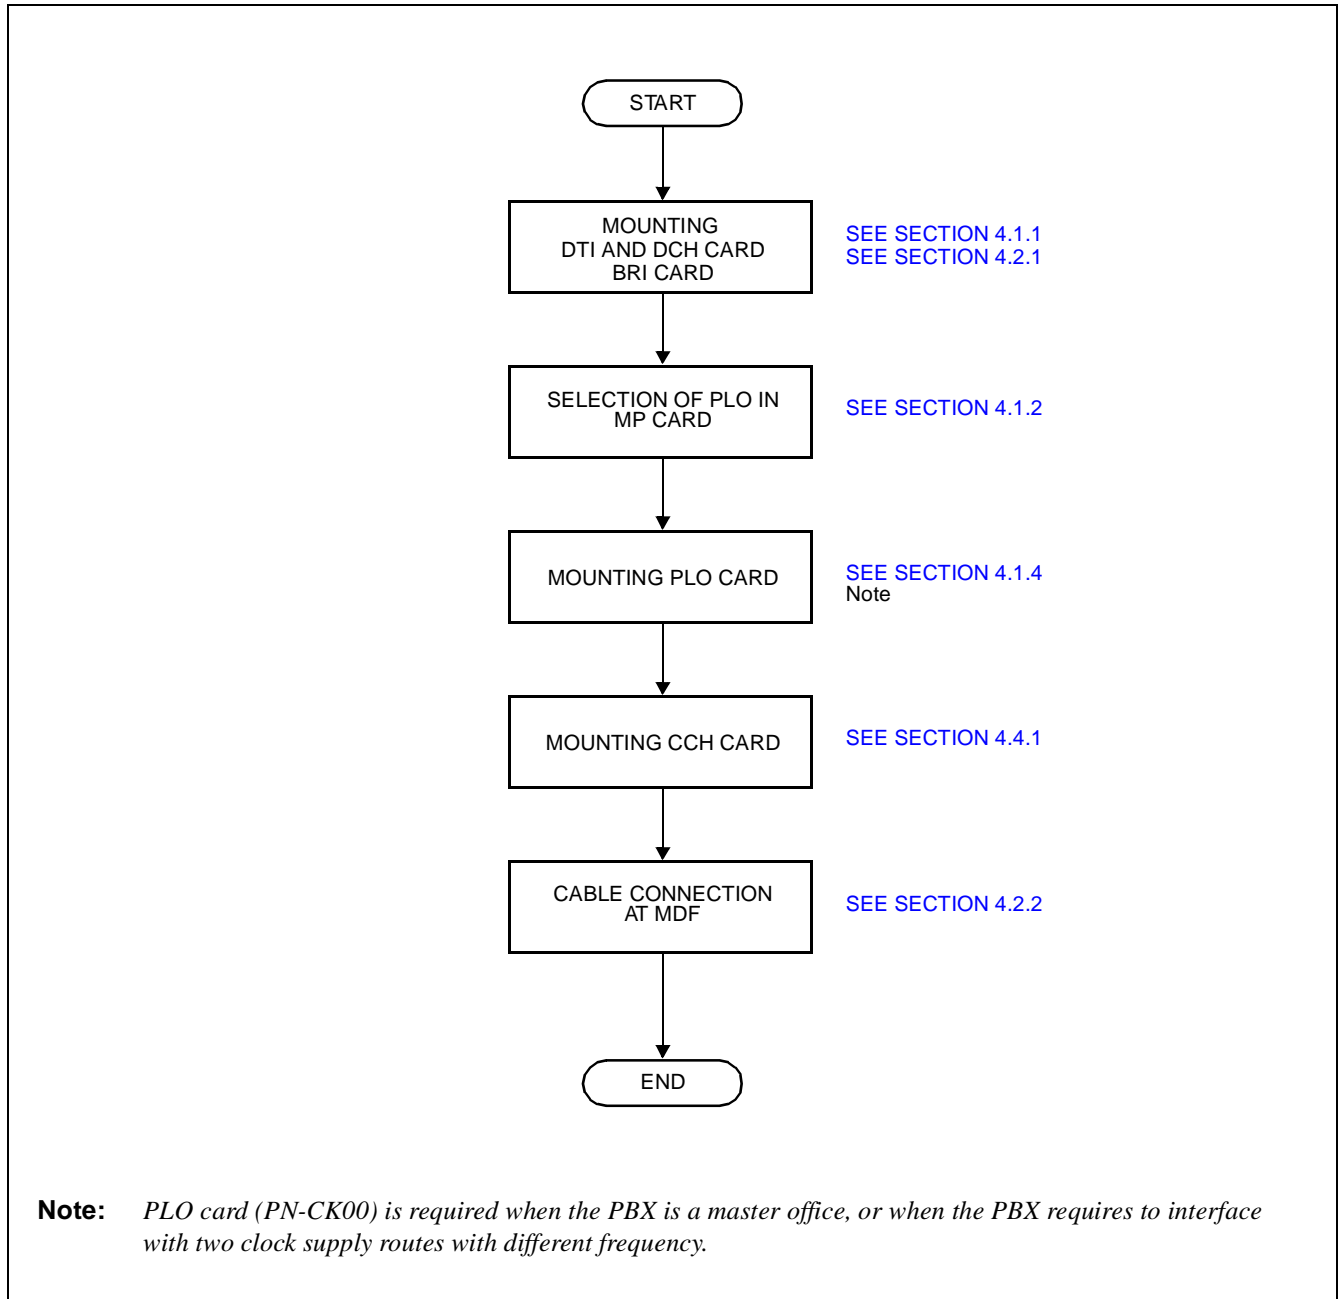 START
MOUNTING
DTI AND DCH CARD
BRI CARD
SEE SECTION 4.1.1
SEE SECTION 4.2.1
SELECTION OF PLO IN
MP CARD
SEE SECTION 4.1.2
MOUNTING PLO CARD
SEE SECTION 4.1.4
Note
MOUNTING CCH CARD
SEE SECTION 4.4.1
CABLE CONNECTION
AT MDF
SEE SECTION 4.2.2
END
Note: PLO card (PN-CK00) is required when the PBX is a master office, or when the PBX requires to interface
with two clock supply routes with different frequency.